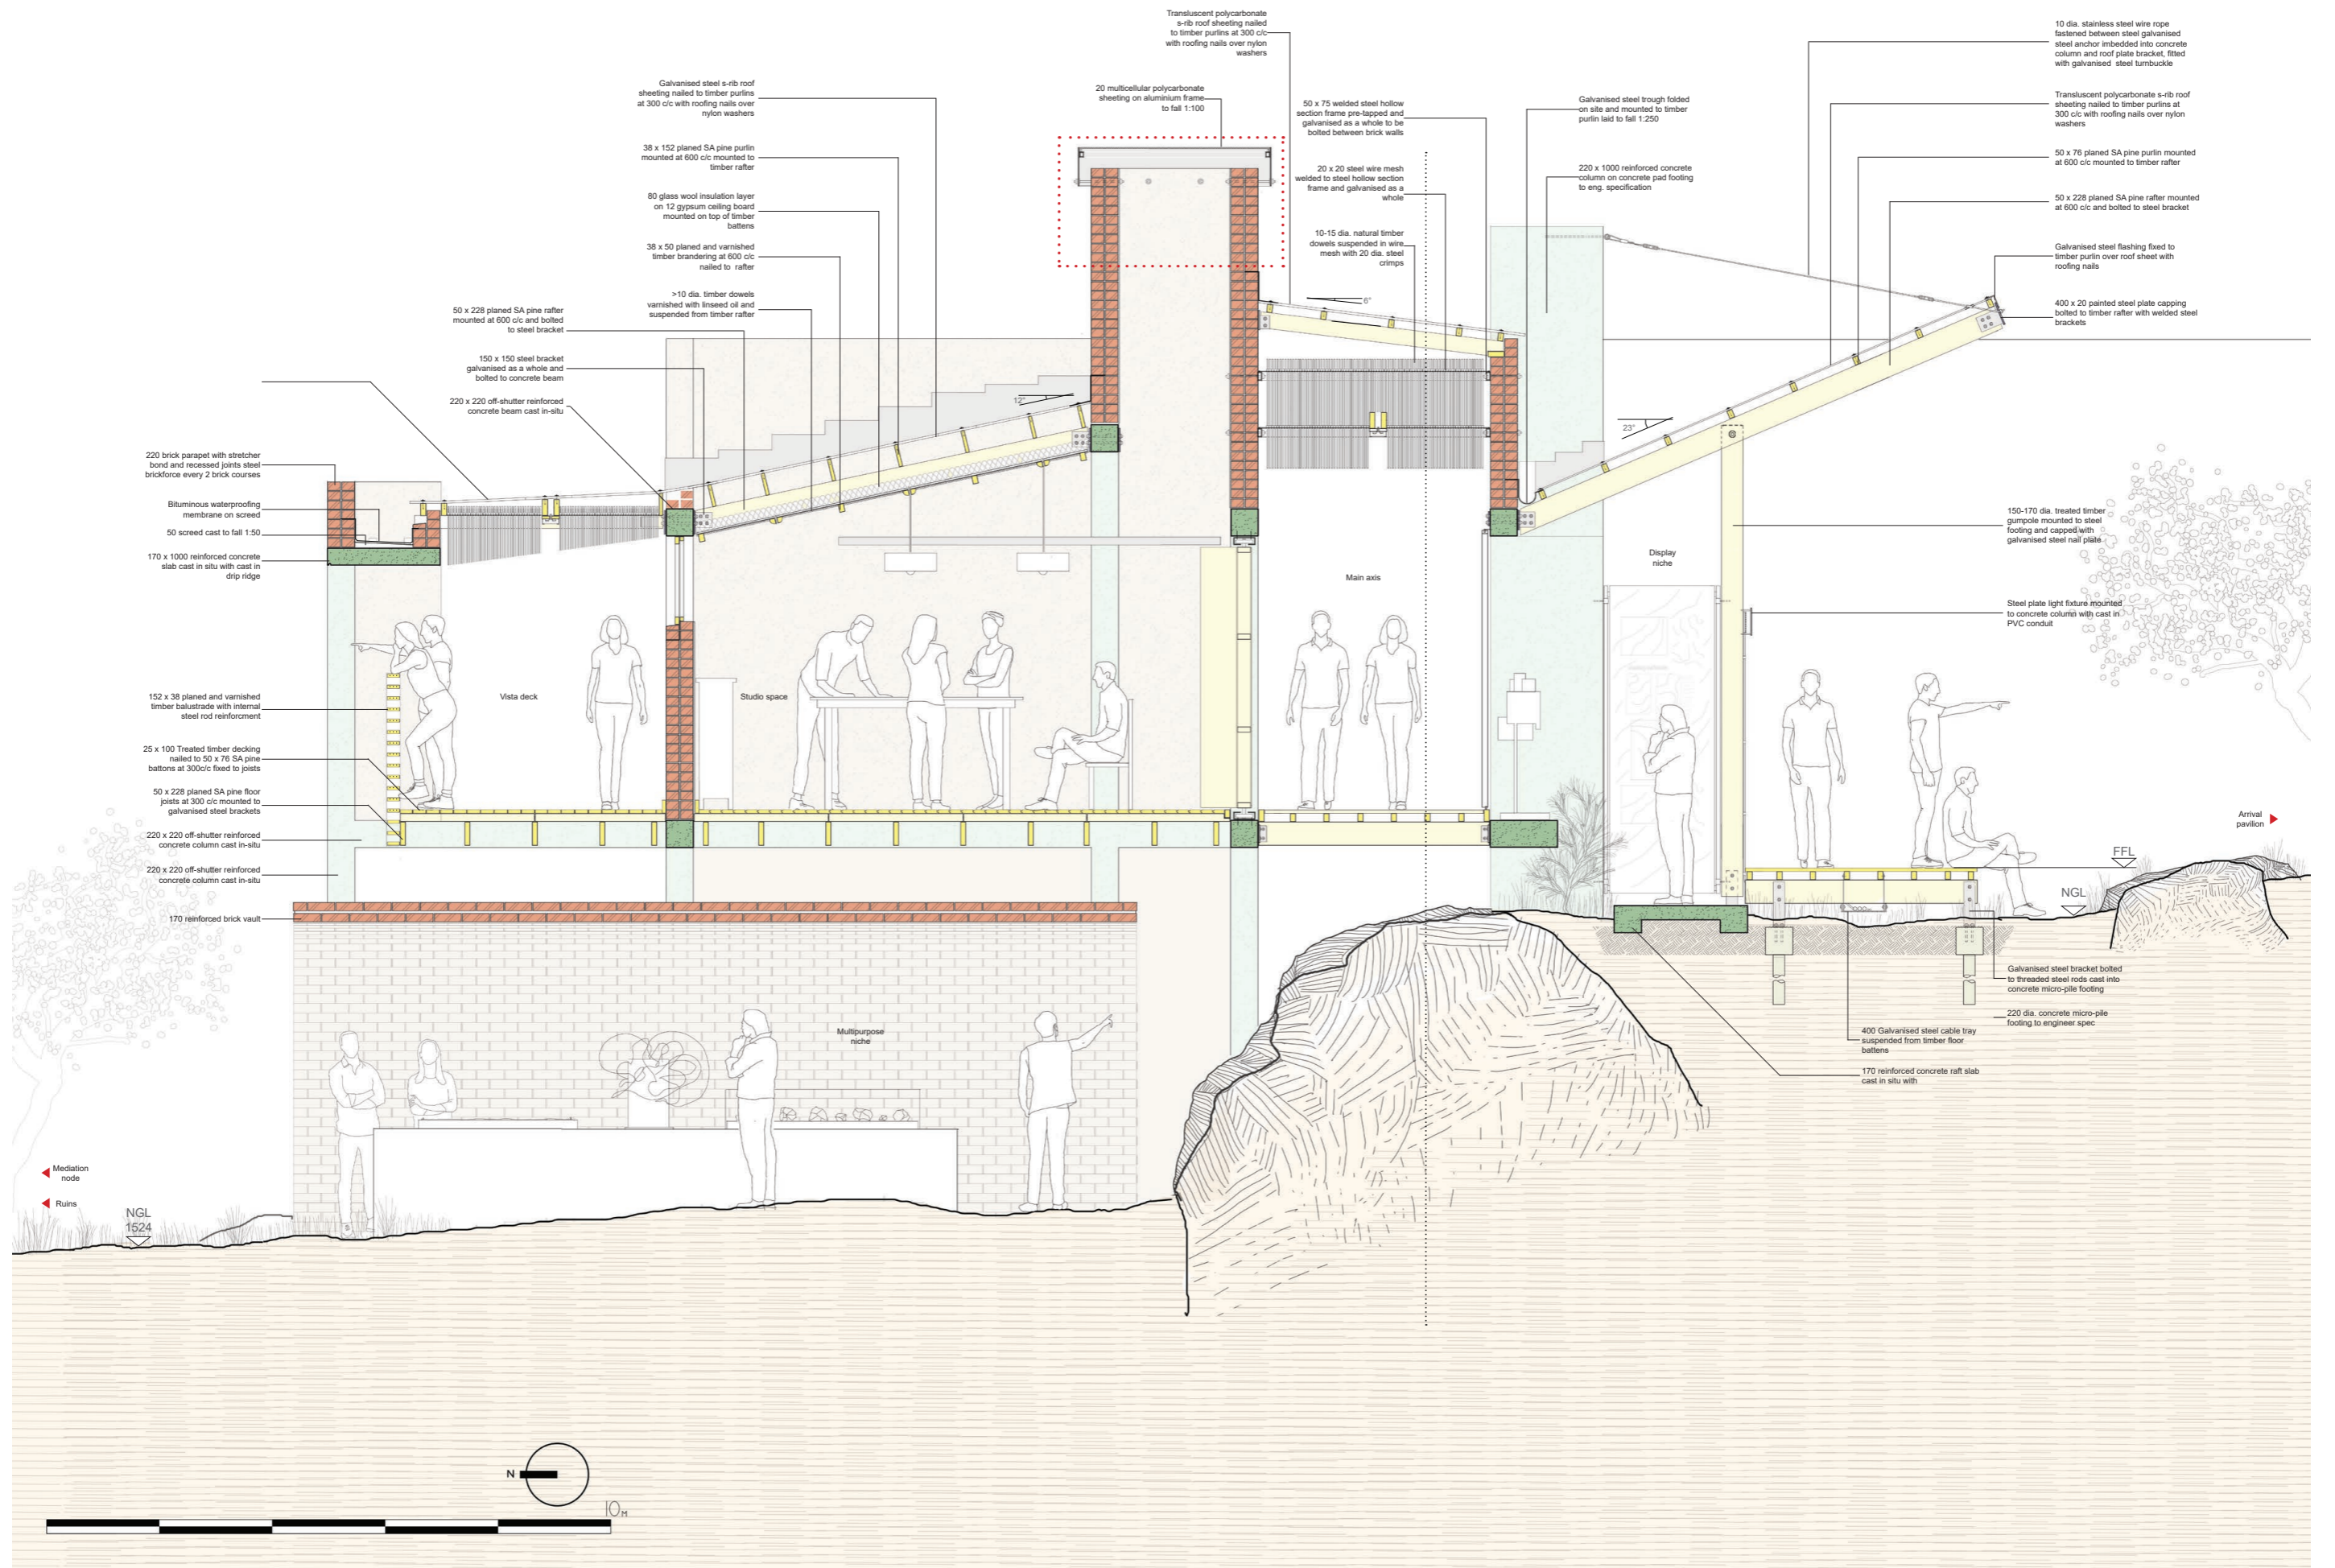 Transluscent polycarbonate
s-rib roof sheeting nailed
to timber purlins at 300 c/c
with roofing nails over nylon
washers
10 dia. stainless steel wire rope
fastened between steel galvanised
steel anchor imbedded into concrete
column and roof plate bracket, fitted
with galvanised steel turnbuckle
Galvanised steel s-rib roof
sheeting nailed to timber purlins
at 300 c/c with roofing nails over
nylon washers
20 multicellular polycarbonate
sheeting on aluminium frame
to fall 1:100
50 x 75 welded steel hollow
section frame pre-tapped and
galvanised as a whole to be
bolted between brick walls
Galvanised steel trough folded
on site and mounted to timber
purlin laid to fall 1:250
Transluscent polycarbonate s-rib roof
sheeting nailed to timber purlins at
300 c/c with roofing nails over nylon
washers
38 x 152 planed SA pine purlin
mounted at 600 c/c mounted to
timber rafter
20 x 20 steel wire mesh
welded to steel hollow section
frame and galvanised as a
whole
220 x 1000 reinforced concrete
column on concrete pad footing
to eng. specification
50 x 76 planed SA pine purlin mounted
at 600 c/c mounted to timber rafter
80 glass wool insulation layer
on 12 gypsum ceiling board
mounted on top of timber
battens
50 x 228 planed SA pine rafter mounted
at 600 c/c and bolted to steel bracket
38 x 50 planed and varnished
timber brandering at 600 c/c
nailed to rafter
10-15 dia. natural timber
dowels suspended in wire
mesh with 20 dia. steel
crimps
Galvanised steel flashing fixed to
timber purlin over roof sheet with
roofing nails
>10 dia. timber dowels
varnished with linseed oil and
suspended from timber rafter
6°
400 x 20 painted steel plate capping
bolted to timber rafter with welded steel
brackets
50 x 228 planed SA pine rafter
mounted at 600 c/c and bolted
to steel bracket
150 x 150 steel bracket
galvanised as a whole and
bolted to concrete beam
220 x 220 off-shutter reinforced
concrete beam cast in-situ
12°
23°
220 brick parapet with stretcher
bond and recessed joints steel
brickforce every 2 brick courses
Bituminous waterproofing
membrane on screed
50 screed cast to fall 1:50
170 x 1000 reinforced concrete
slab cast in situ with cast in
drip ridge
150-170 dia. treated timber
gumpole mounted to steel
footing and capped with
galvanised steel nail plate
Display
niche
Main axis
Steel plate light fixture mounted
to concrete column with cast in
PVC conduit
152 x 38 planed and varnished
timber balustrade with internal
steel rod reinforcment
Vista deck
Studio space
25 x 100 Treated timber decking
nailed to 50 x 76 SA pine
battons at 300c/c fixed to joists
50 x 228 planed SA pine floor
joists at 300 c/c mounted to
galvanised steel brackets
220 x 220 off-shutter reinforced
concrete column cast in-situ
220 x 220 off-shutter reinforced
concrete column cast in-situ
170 reinforced brick vault
Arrival
pavilion
FFL
NGL
Galvanised steel bracket bolted
to threaded steel rods cast into
concrete micro-pile footing
220 dia. concrete micro-pile
footing to engineer spec
400 Galvanised steel cable tray
suspended from timber floor
battens
170 reinforced concrete raft slab
cast in situ with
Multipurpose
niche
Mediation
node
Ruins
NGL
1524
N
10M